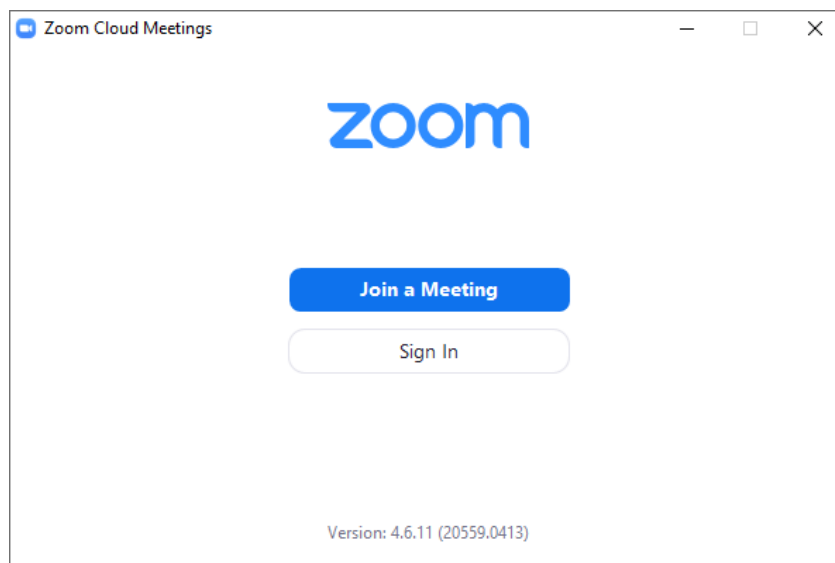 Zoom Cloud Meetings
zoom
Join a Meeting
Sign In
Version: 4.6.11 (20559.0413)